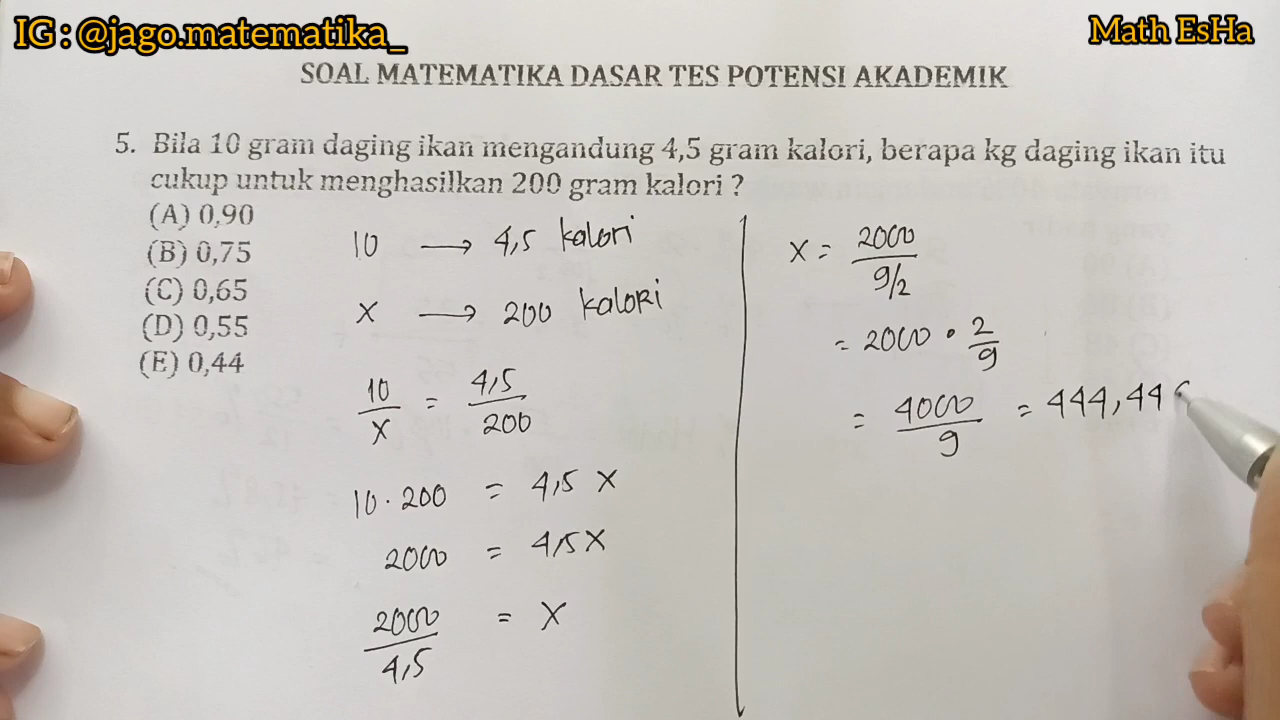 IG : @jago.matematika_
Math EsHa
SOAL MATEMATIKA DASAR TES POTENSI AKADEMIK
5. Bila 10 gram daging ikan mengandung 4,5 gram kalori, berapa kg daging ikan itu
cukup untuk menghasilkan 200 gram kalori ?
(A) 0,90
(B) 0,75
(C) 0,65
(D) 0,55
(E) 0,44
10 → 4,5 kalori
x → 200 kalori
10/x = 4,5/200
10 · 200 = 4,5 x
2000 = 4,5x
2000/4,5 = x
x = 2000/(9/2)
= 2000 · 2/9
= 4000/9 = 444,44